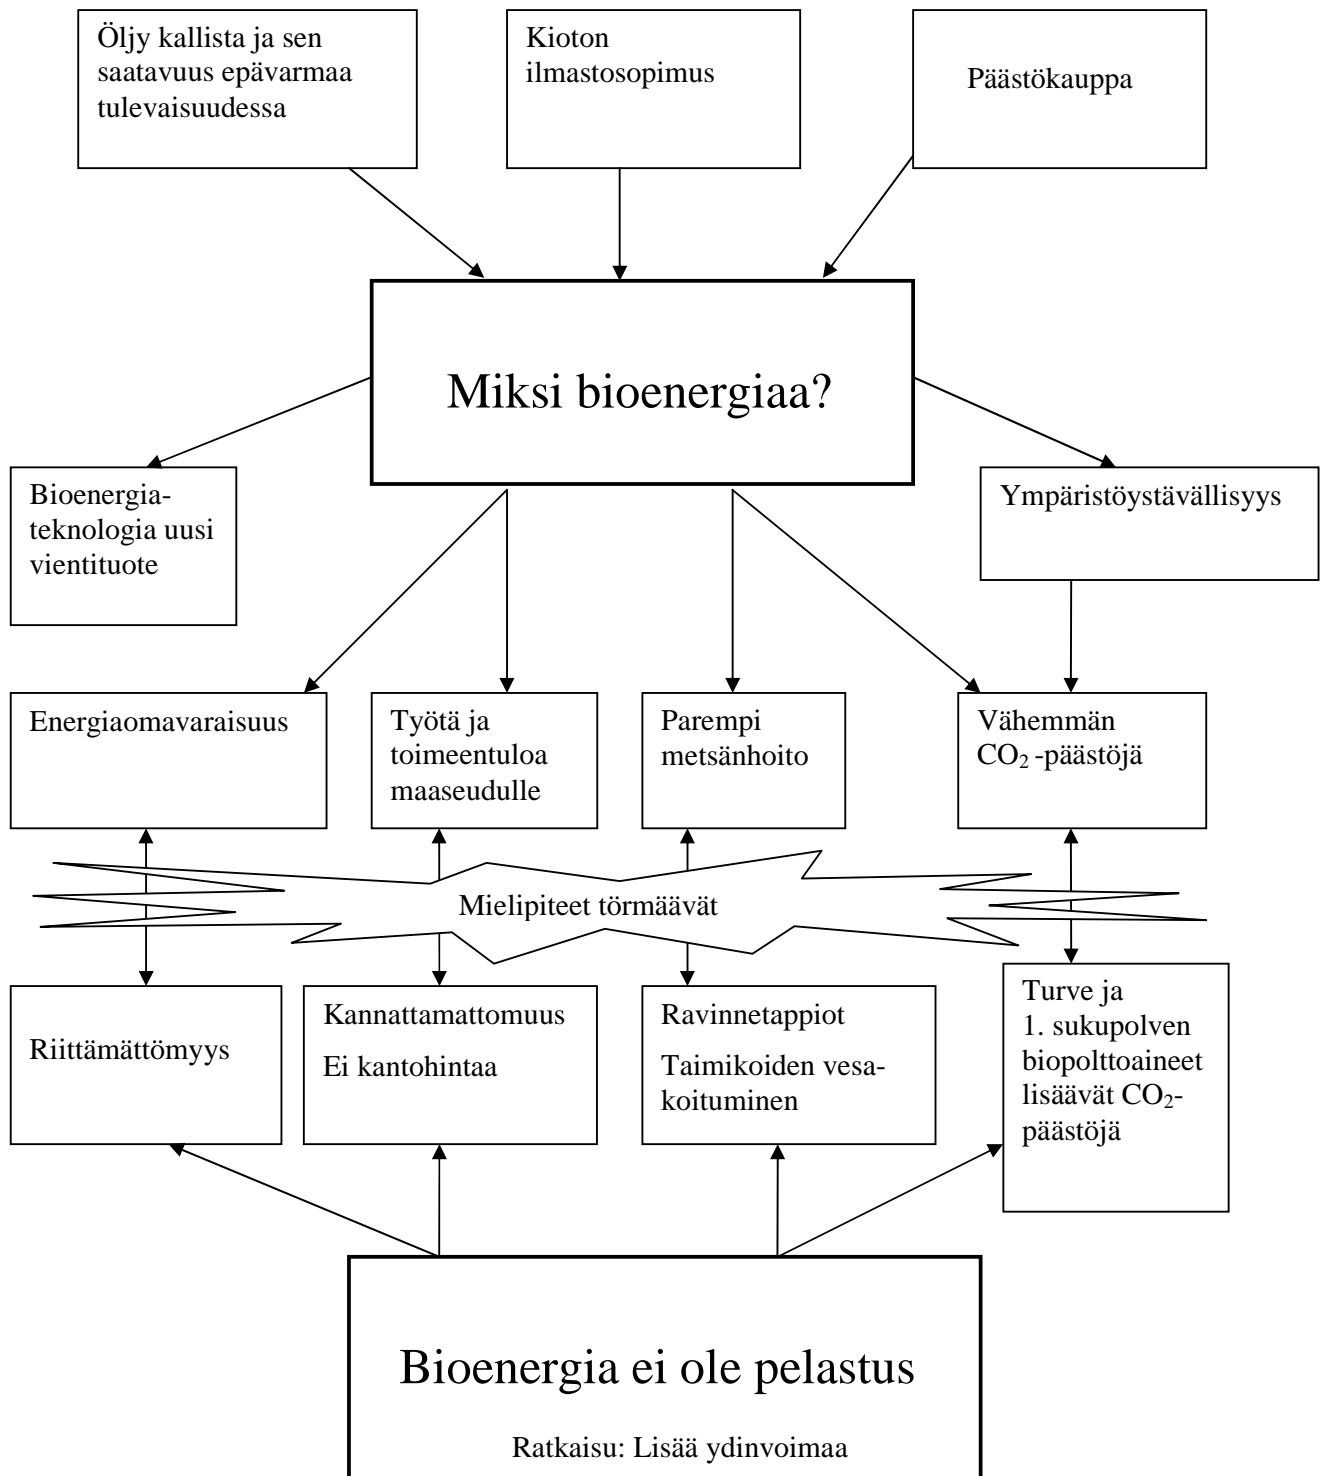 Öljy kallista ja sen
saatavuus epävarmaa
tulevaisuudessa
Kioton
ilmastosopimus
Päästökauppa
Miksi bioenergiaa?
Bioenergia-
teknologia uusi
vientituote
Ympäristöystävällisyys
Energiaomavaraisuus
Työtä ja
toimeentuloa
maaseudulle
Parempi
metsänhoito
Vähemmän
CO₂ -päästöjä
Mielipiteet törmäävät
Riittämättömyys
Kannattamattomuus
Ei kantohintaa
Ravinnetappiot
Taimikoiden vesa-
koituminen
Turve ja
1. sukupolven
biopolttoaineet
lisäävät CO₂-
päästöjä
Bioenergia ei ole pelastus
Ratkaisu: Lisää ydinvoimaa